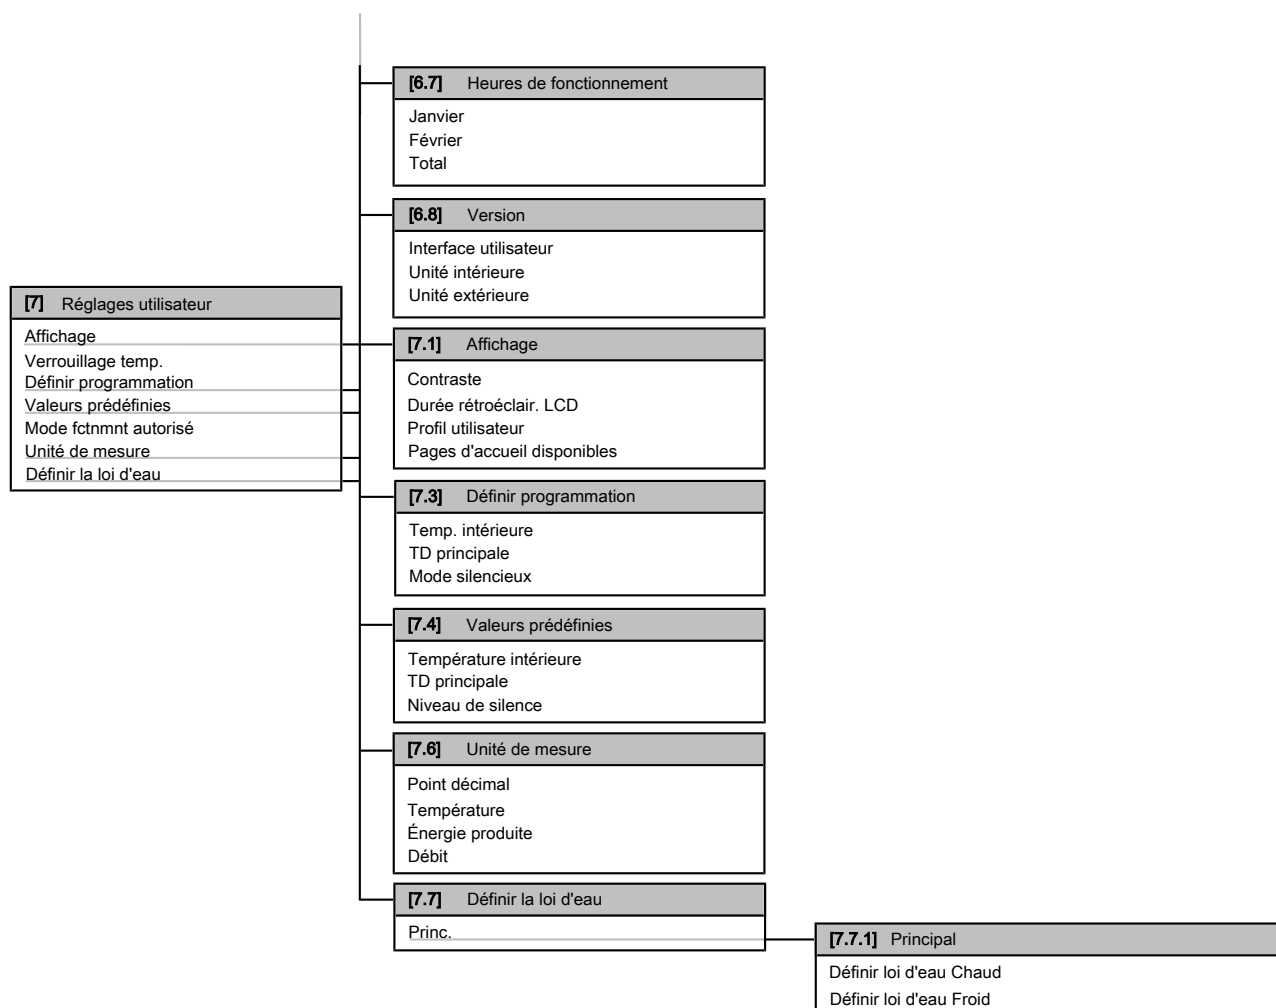 [6.7] Heures de fonctionnement
Janvier
Février
Total
[6.8] Version
Interface utilisateur
Unité intérieure
Unité extérieure
[7] Réglages utilisateur
Affichage
Verrouillage temp.
Définir programmation
Valeurs prédéfinies
Mode fctnmnt autorisé
Unité de mesure
Définir la loi d'eau
[7.1] Affichage
Contraste
Durée rétroéclair. LCD
Profil utilisateur
Pages d'accueil disponibles
[7.3] Définir programmation
Temp. intérieure
TD principale
Mode silencieux
[7.4] Valeurs prédéfinies
Température intérieure
TD principale
Niveau de silence
[7.6] Unité de mesure
Point décimal
Température
Énergie produite
Débit
[7.7] Définir la loi d'eau
Princ.
[7.7.1] Principal
Définir loi d'eau Chaud
Définir loi d'eau Froid